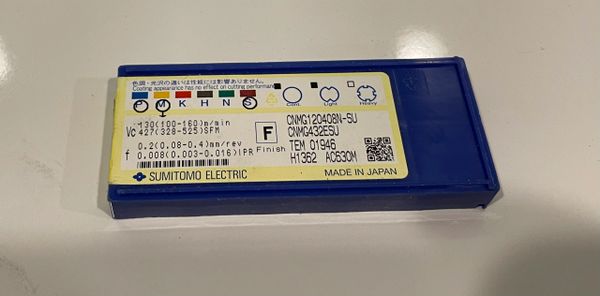 色調・光沢の違いは性能には影響ありません。
Coating appearance has no effect on cutting performance
P M K H N S
Cont. Light Heavy
130(100-160)m/min
Vc 427(328-525)SFM
0.2(0.08-0.4)mm/rev
f 0.008(0.003-0.016)IPR
F
Finish
CNMG120408N-SU
CNMG432ESU
TEM 01946
H1362 AC630M
SUMITOMO ELECTRIC
MADE IN JAPAN